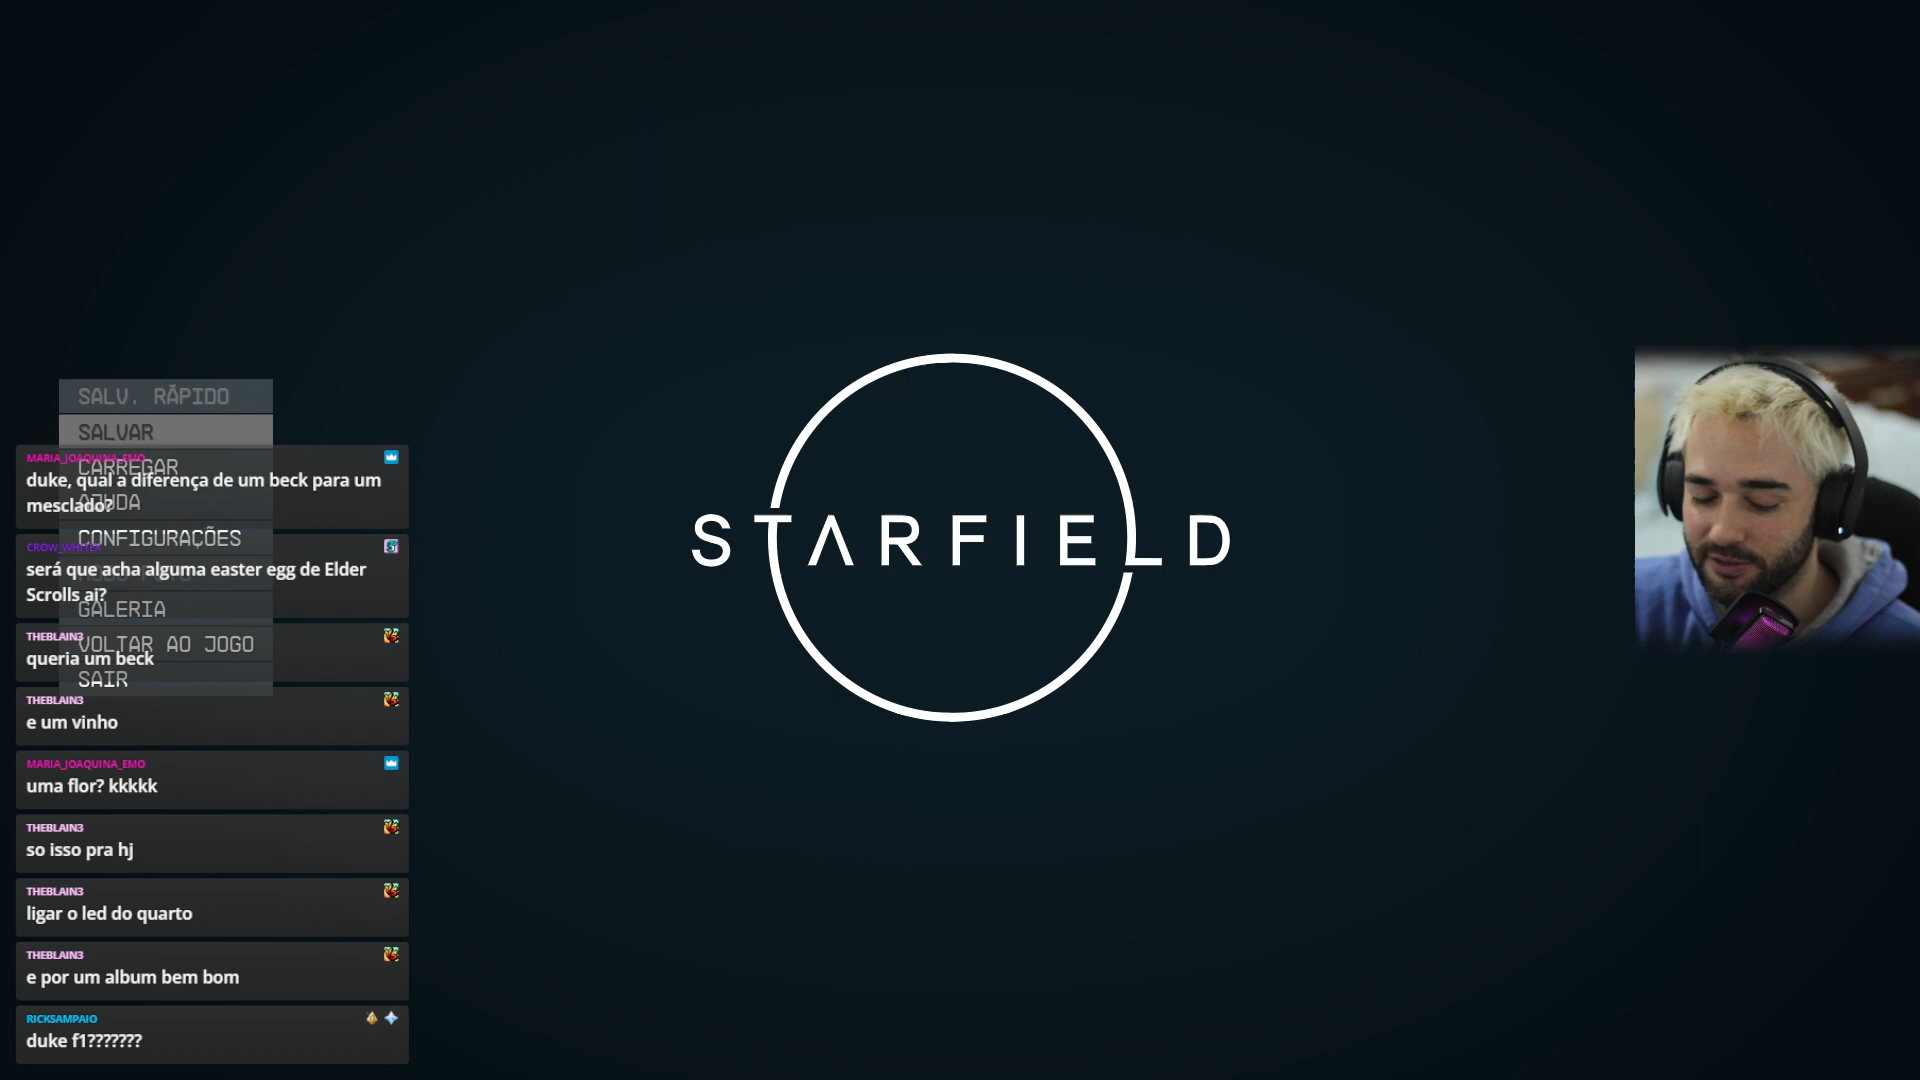 STARFIELD
SALV. RÁPIDO
SALVAR
CARREGAR
AJUDA
CONFIGURAÇÕES
GALERIA
VOLTAR AO JOGO
SAIR
MARIA_JOAQUINA_EMO
duke, qual a diferença de um beck para um
mesclado?
CROW_WHITEX
será que acha alguma easter egg de Elder
Scrolls ai?
THEBLAIN3
queria um beck
THEBLAIN3
e um vinho
MARIA_JOAQUINA_EMO
uma flor? kkkkk
THEBLAIN3
so isso pra hj
THEBLAIN3
ligar o led do quarto
THEBLAIN3
e por um album bem bom
RICKSAMPAIO
duke f1???????